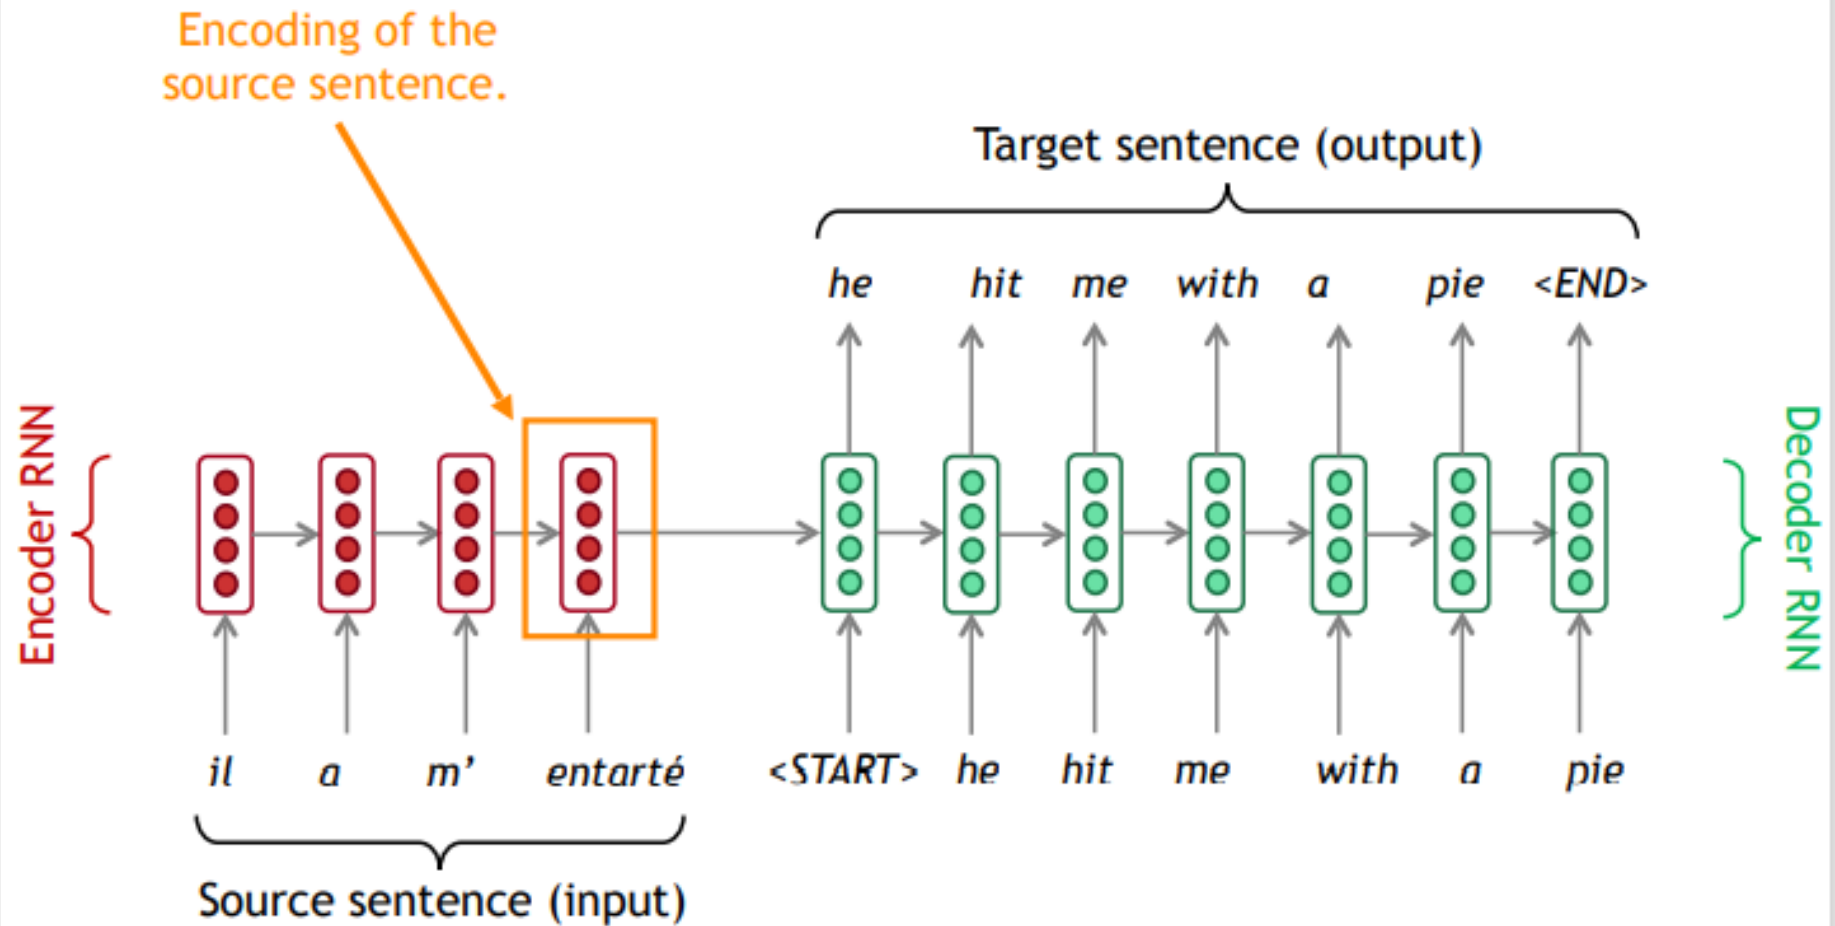 Encoding of the
source sentence.
Target sentence (output)
he hit me with a pie <END>
Encoder RNN
Decoder RNN
il a m’ entarté <START> he hit me with a pie
Source sentence (input)